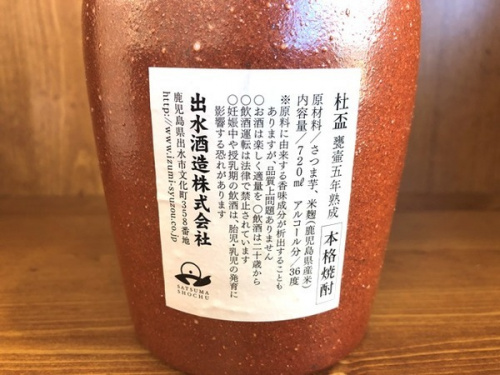 杜盃 甕壷五年熟成 本格焼酎
原材料/さつま芋、米麹(鹿児島県産米)
内容量/720㎖ アルコール分/36度
※原料に由来する香味成分が析出することも
ありますが、品質上問題ありません
〇お酒は楽しく適量を 〇飲酒は二十歳から
〇飲酒運転は法律で禁止されています
〇妊娠中や授乳期の飲酒は、胎児・乳児の発育に
影響する恐れがあります
出水酒造株式会社
鹿児島県出水市文化町358番地
http://www.izumi-syuzou.co.jp
SATSUMA
SHOCHU